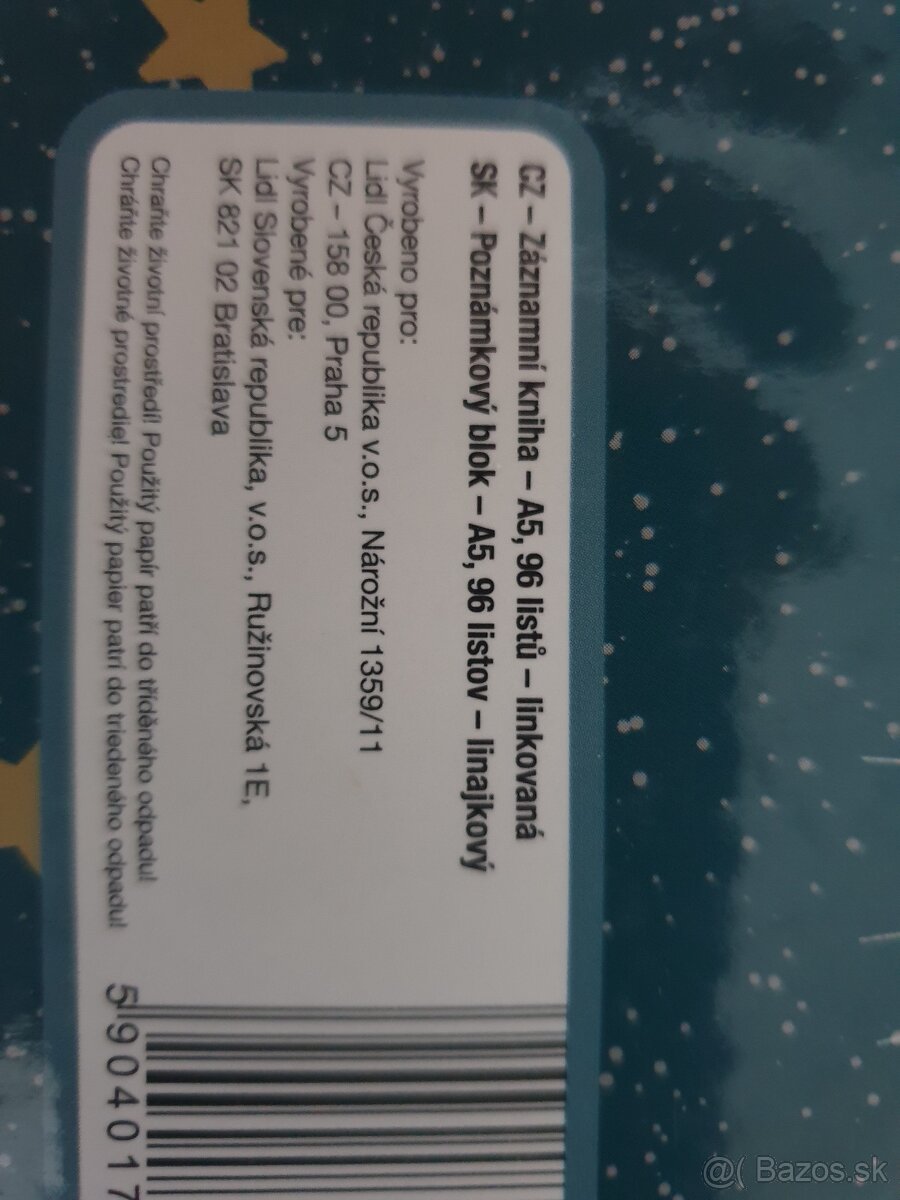 CZ – Záznamní kniha – A5, 96 listů – linkovaná
SK – Poznámkový blok – A5, 96 listov – linajkový
Vyrobeno pro:
Lidl Česká republika v.o.s., Nárožní 1359/11
CZ – 158 00, Praha 5
Vyrobené pre:
Lidl Slovenská republika, v.o.s., Ružinovská 1E,
SK 821 02 Bratislava
Chraňte životní prostředí! Použitý papír patří do tříděného odpadu!
Chráňte životné prostredie! Použitý papier patrí do triedeného odpadu!
5 904017
@( Bazos.sk